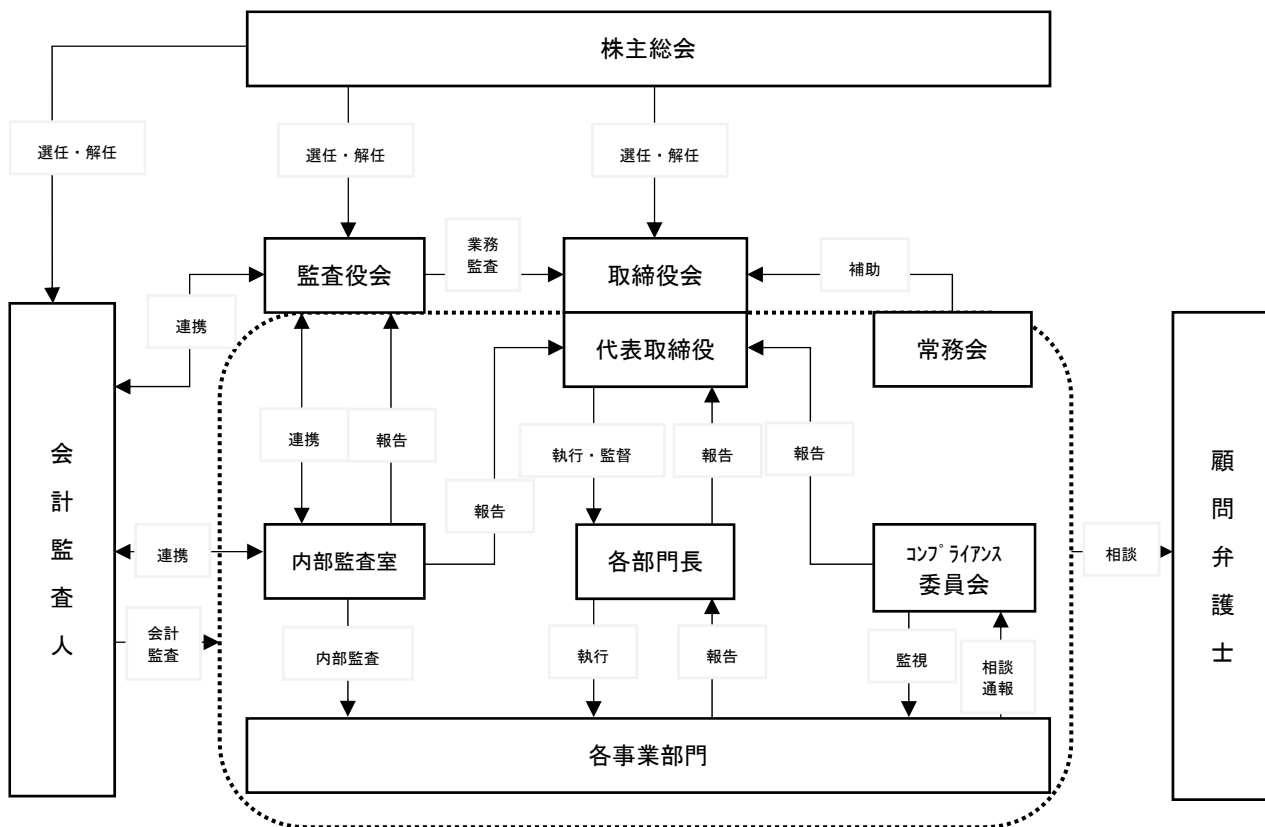 株主総会
選任・解任
選任・解任
選任・解任
監査役会
業務
監査
取締役会
補助
連携
代表取締役
常務会
会計監査人
連携
報告
執行・監督
報告
報告
報告
顧問弁護士
連携
内部監査室
各部門長
コンプライアンス
委員会
相談
会計
監査
内部監査
執行
報告
監視
相談
通報
各事業部門